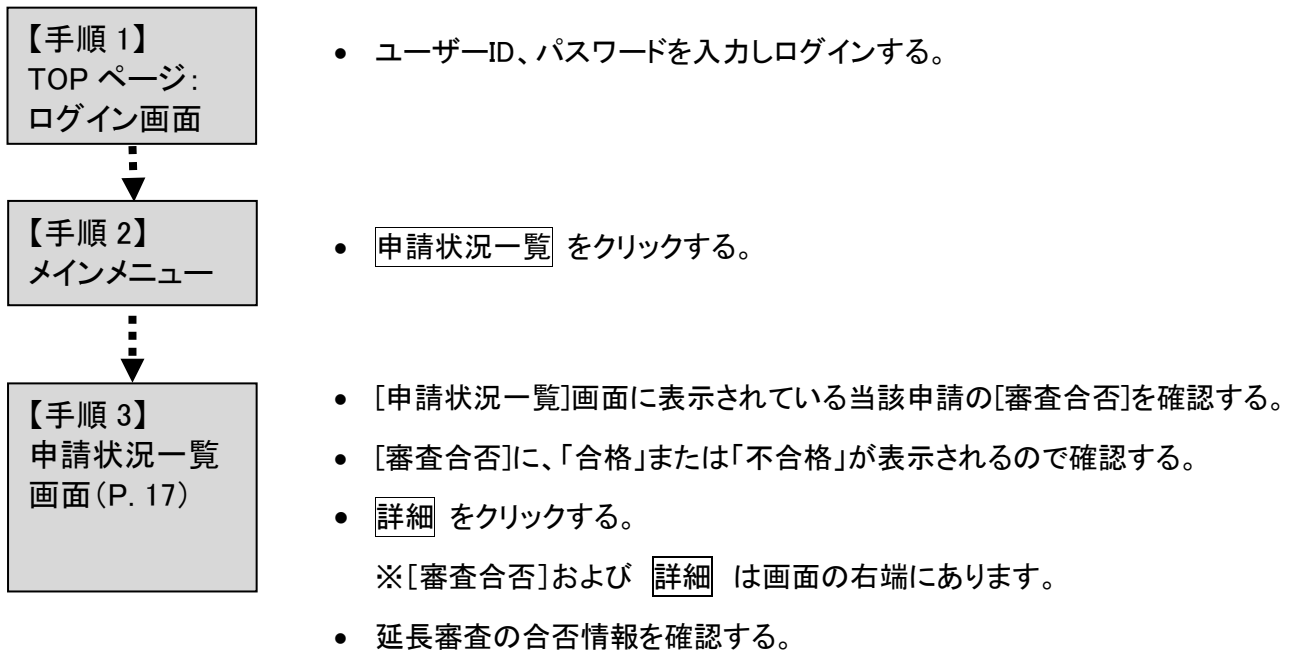 【手順 1】
TOP ページ：
ログイン画面
• ユーザーID、パスワードを入力しログインする。
【手順 2】
メインメニュー
• 申請状況一覧 をクリックする。
【手順 3】
申請状況一覧
画面（P. 17）
• [申請状況一覧]画面に表示されている当該申請の[審査合否]を確認する。
• [審査合否]に、「合格」または「不合格」が表示されるので確認する。
• 詳細 をクリックする。
※[審査合否]および 詳細 は画面の右端にあります。
• 延長審査の合否情報を確認する。